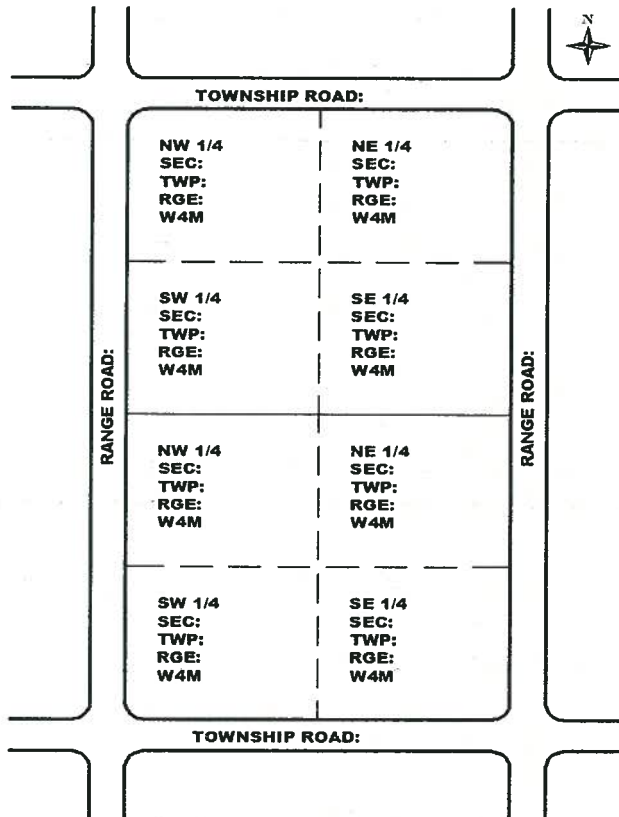 N
TOWNSHIP ROAD:
NW 1/4
SEC:
TWP:
RGE:
W4M
NE 1/4
SEC:
TWP:
RGE:
W4M
SW 1/4
SEC:
TWP:
RGE:
W4M
SE 1/4
SEC:
TWP:
RGE:
W4M
RANGE ROAD:
RANGE ROAD:
NW 1/4
SEC:
TWP:
RGE:
W4M
NE 1/4
SEC:
TWP:
RGE:
W4M
SW 1/4
SEC:
TWP:
RGE:
W4M
SE 1/4
SEC:
TWP:
RGE:
W4M
TOWNSHIP ROAD: